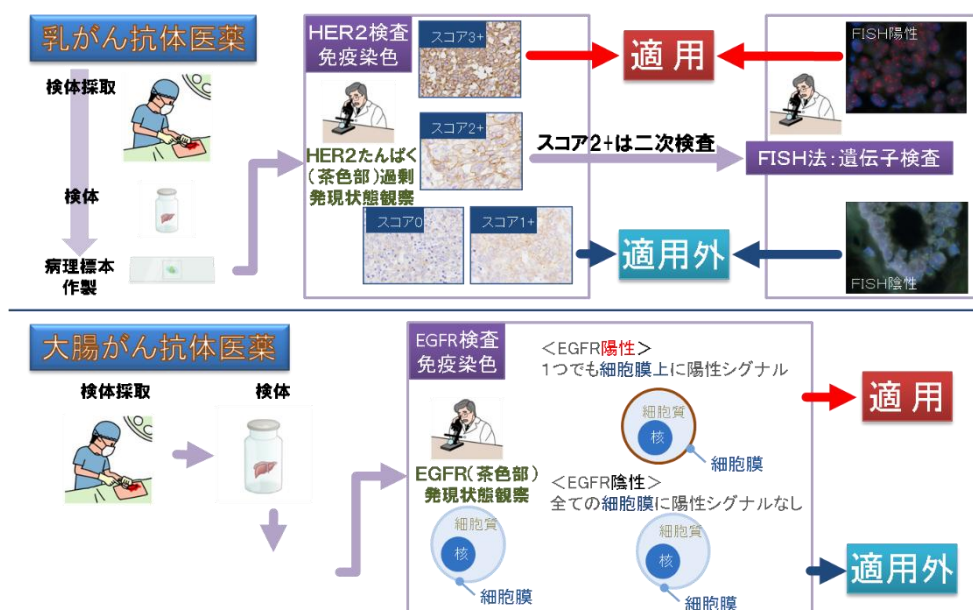 乳がん抗体医薬
検体採取
検体
病理標本
作製
HER2検査
免疫染色
HER2たんぱく
(茶色部)過剰
発現状態観察
スコア3+
スコア2+
スコア0
スコア1+
適用
スコア2+は二次検査
適用外
FISH陽性
FISH法:遺伝子検査
FISH陰性
大腸がん抗体医薬
検体採取
検体
EGFR検査
免疫染色
EGFR(茶色部)
発現状態観察
細胞質
核
細胞膜
<EGFR陽性>
1つでも細胞膜上に陽性シグナル
細胞質
核
細胞膜
<EGFR陰性>
全ての細胞膜に陽性シグナルなし
細胞質
核
細胞膜
適用
適用外